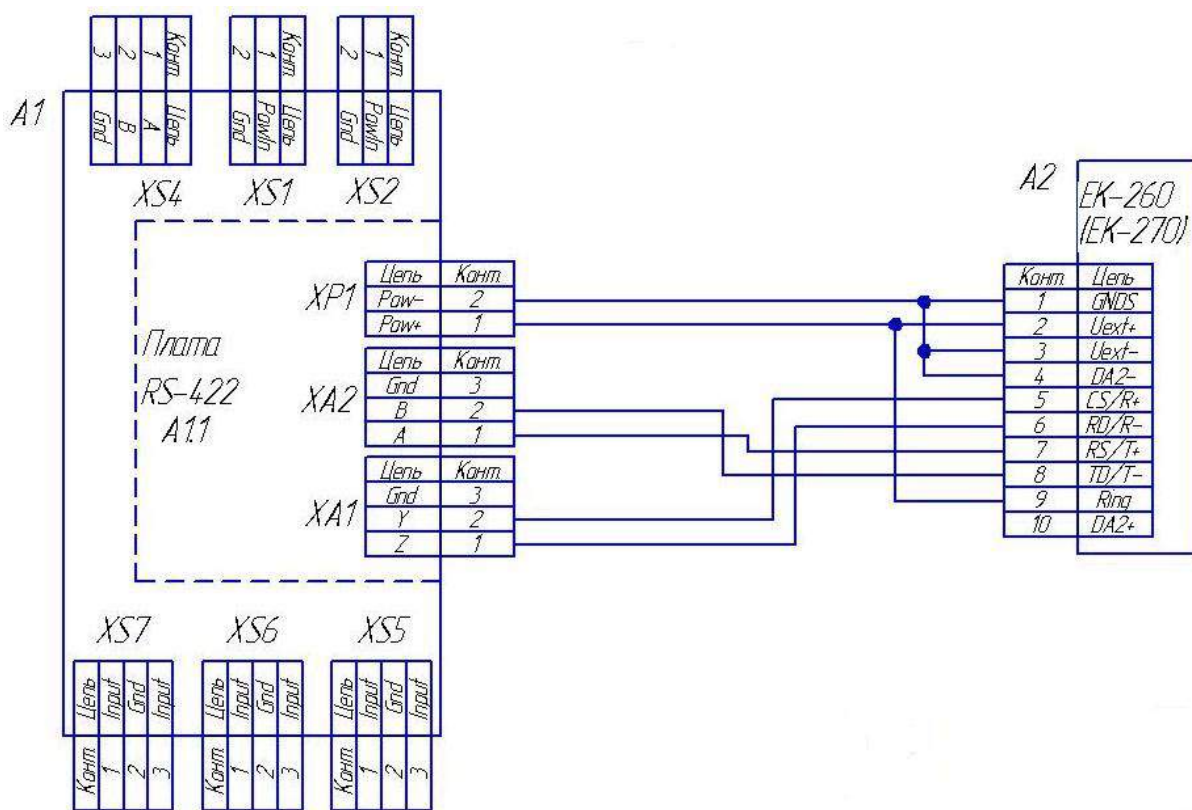 A1
Конт. Цепь
1 А
2 В
3 Gnd
XS4
Конт. Цепь
1 PowIn
2 Gnd
XS1
Конт. Цепь
1 PowIn
2 Gnd
XS2
Плата
RS-422
A1.1
XP1
Цепь Конт.
Pow- 2
Pow+ 1
XA2
Цепь Конт.
Gnd 3
B 2
A 1
XA1
Цепь Конт.
Gnd 3
Y 2
Z 1
A2
EK-260
(EK-270)
Конт. Цепь
1 GNDS
2 Uext+
3 Uext-
4 DA2-
5 CS/R+
6 RD/R-
7 RS/T+
8 TD/T-
9 Ring
10 DA2+
XS7
Цепь Input Gnd Input
Конт. 1 2 3
XS6
Цепь Input Gnd Input
Конт. 1 2 3
XS5
Цепь Input Gnd Input
Конт. 1 2 3